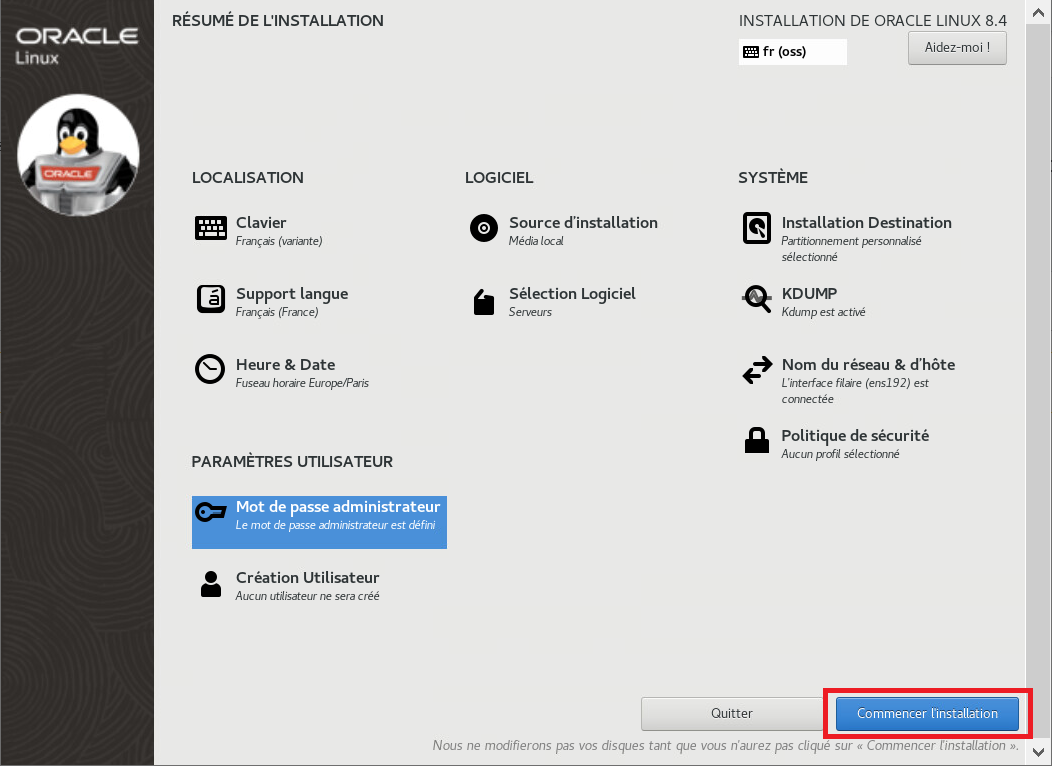 ORACLE
Linux
ORACLE
RÉSUMÉ DE L'INSTALLATION
INSTALLATION DE ORACLE LINUX 8.4
fr (oss)
Aidez-moi !
LOCALISATION
Clavier
Français (variante)
Support langue
Français (France)
Heure & Date
Fuseau horaire Europe/Paris
LOGICIEL
Source d'installation
Média local
Sélection Logiciel
Serveurs
SYSTÈME
Installation Destination
Partitionnement personnalisé
sélectionné
KDUMP
Kdump est activé
Nom du réseau & d'hôte
L'interface filaire (ens192) est
connectée
Politique de sécurité
Aucun profil sélectionné
PARAMÈTRES UTILISATEUR
Mot de passe administrateur
Le mot de passe administrateur est défini
Création Utilisateur
Aucun utilisateur ne sera créé
Quitter
Commencer l'installation
Nous ne modifierons pas vos disques tant que vous n'aurez pas cliqué sur « Commencer l'installation ».